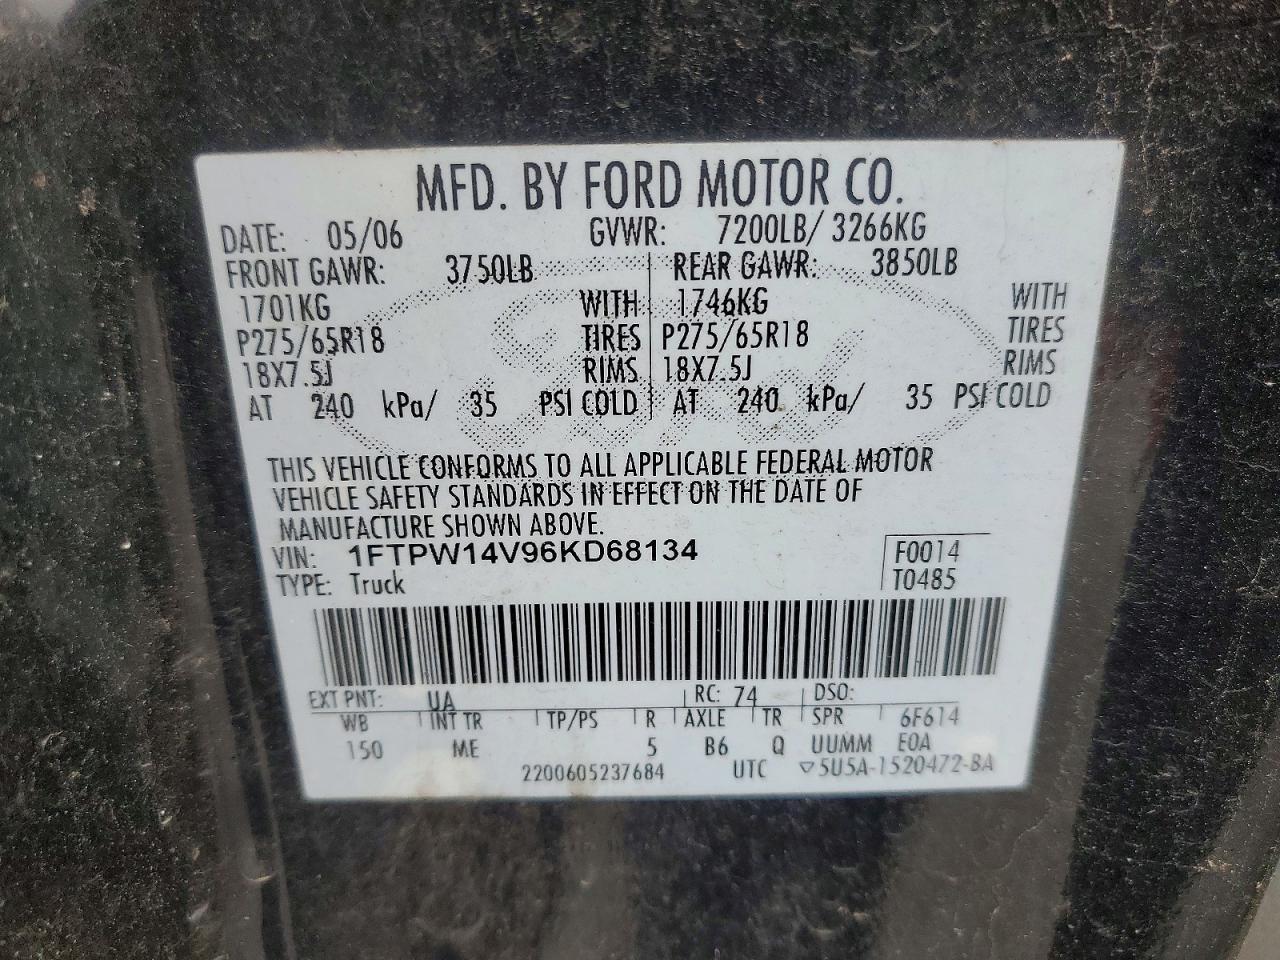 MFD. BY FORD MOTOR CO.
DATE: 05/06 GVWR: 7200LB/ 3266KG
FRONT GAWR: 3750LB REAR GAWR: 3850LB
1701KG WITH 1746KG WITH
P275/65R18 TIRES P275/65R18 TIRES
18X7.5J RIMS 18X7.5J RIMS
AT 240 kPa/ 35 PSI COLD AT 240 kPa/ 35 PSI COLD
THIS VEHICLE CONFORMS TO ALL APPLICABLE FEDERAL MOTOR
VEHICLE SAFETY STANDARDS IN EFFECT ON THE DATE OF
MANUFACTURE SHOWN ABOVE.
VIN: 1FTPW14V96KD68134 F0014
TYPE: Truck T0485
EXT PNT: UA RC: 74 DSO:
WB INT TR TP/PS R AXLE TR SPR 6F614
150 ME 5 B6 Q UUMM E0A
2200605237684 UTC ▽5U5A-1520472-BA